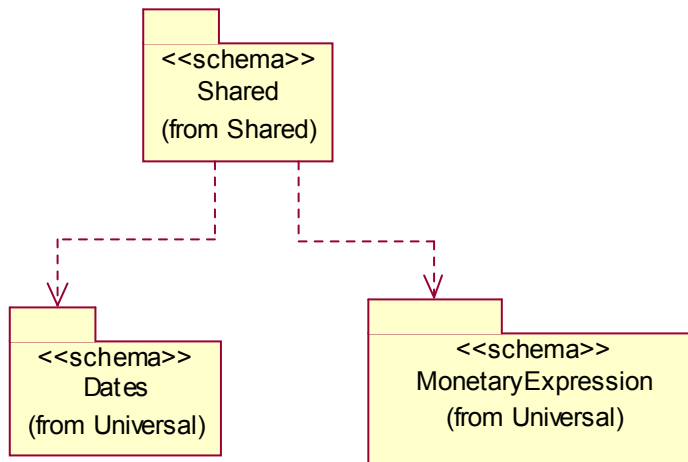 <<schema>>
Shared
(from Shared)
<<schema>>
Dates
(from Universal)
<<schema>>
MonetaryExpression
(from Universal)